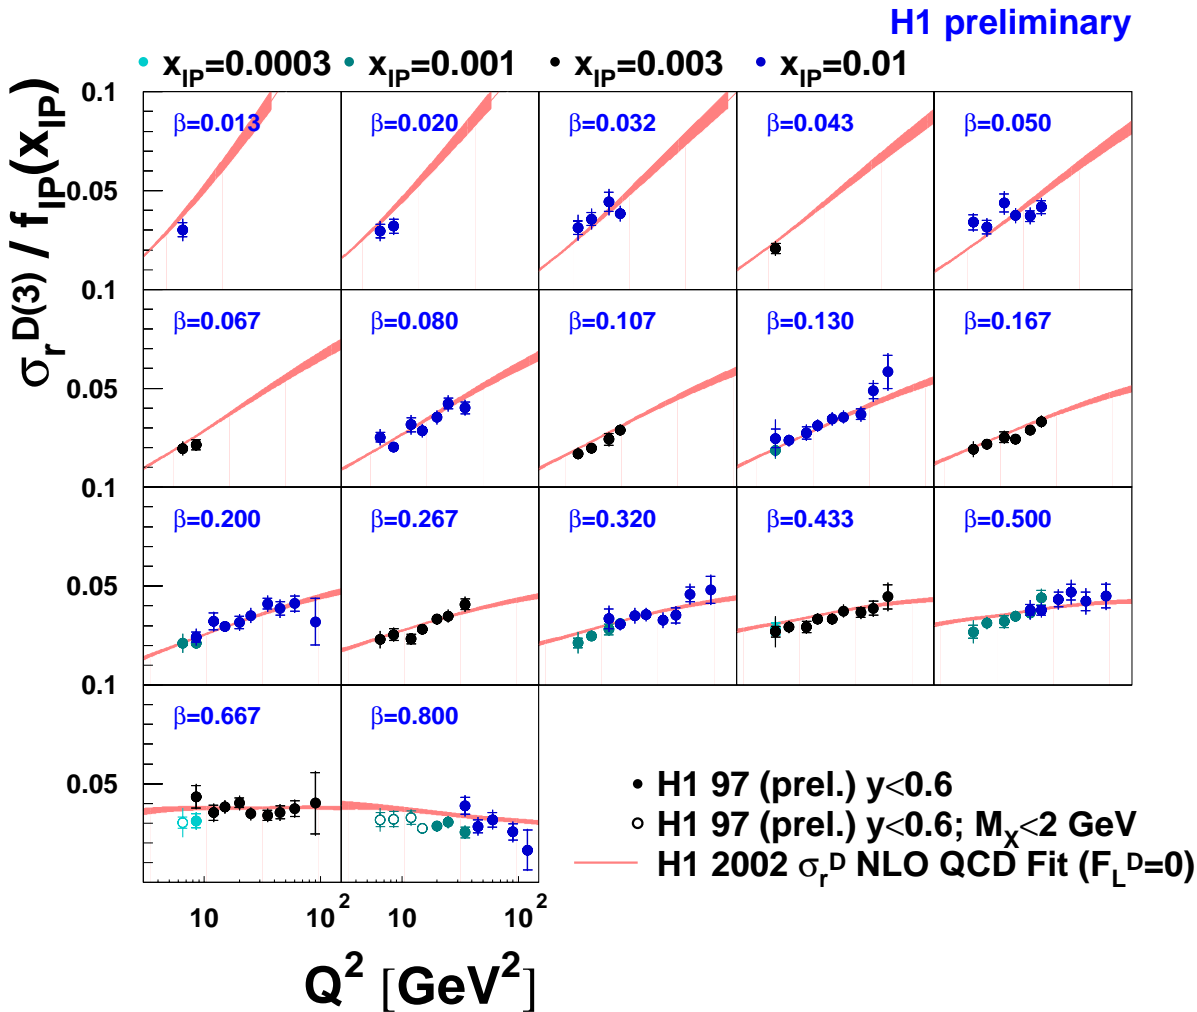 H1 preliminary
x_IP=0.0003 x_IP=0.001 x_IP=0.003 x_IP=0.01
σ_r^D(3) / f_IP(x_IP)
0.1
β=0.013 β=0.020 β=0.032 β=0.043 β=0.050
0.05
0.1
β=0.067 β=0.080 β=0.107 β=0.130 β=0.167
0.05
0.1
β=0.200 β=0.267 β=0.320 β=0.433 β=0.500
0.05
0.1
β=0.667 β=0.800
0.05
H1 97 (prel.) y<0.6
H1 97 (prel.) y<0.6; M_X<2 GeV
H1 2002 σ_r^D NLO QCD Fit (F_L^D=0)
10 10^2 10 10^2
Q^2 [GeV^2]